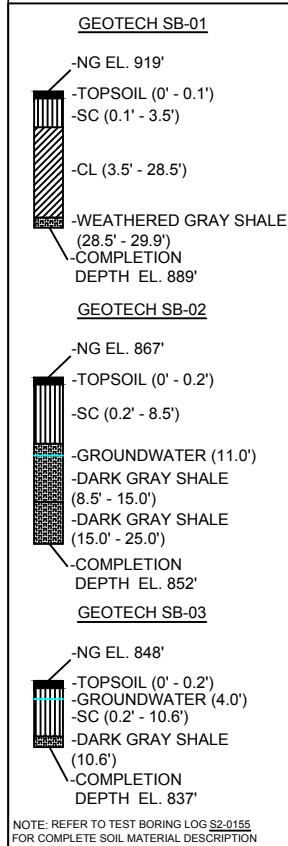 GEOTECH SB-01
-NG EL. 919'
-TOPSOIL (0' - 0.1')
-SC (0.1' - 3.5')
-CL (3.5' - 28.5')
-WEATHERED GRAY SHALE
(28.5' - 29.9')
-COMPLETION
DEPTH EL. 889'
GEOTECH SB-02
-NG EL. 867'
-TOPSOIL (0' - 0.2')
-SC (0.2' - 8.5')
-GROUNDWATER (11.0')
-DARK GRAY SHALE
(8.5' - 15.0')
-DARK GRAY SHALE
(15.0' - 25.0')
-COMPLETION
DEPTH EL. 852'
GEOTECH SB-03
-NG EL. 848'
-TOPSOIL (0' - 0.2')
-GROUNDWATER (4.0')
-SC (0.2' - 10.6')
-DARK GRAY SHALE
(10.6')
-COMPLETION
DEPTH EL. 837'
NOTE: REFER TO TEST BORING LOG S2-0155
FOR COMPLETE SOIL MATERIAL DESCRIPTION